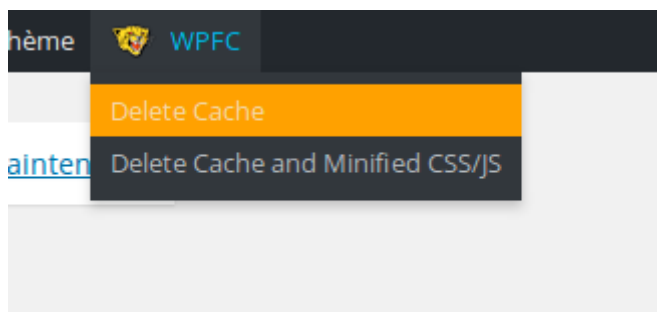 hème WPFC
Delete Cache
ainten
Delete Cache and Minified CSS/JS